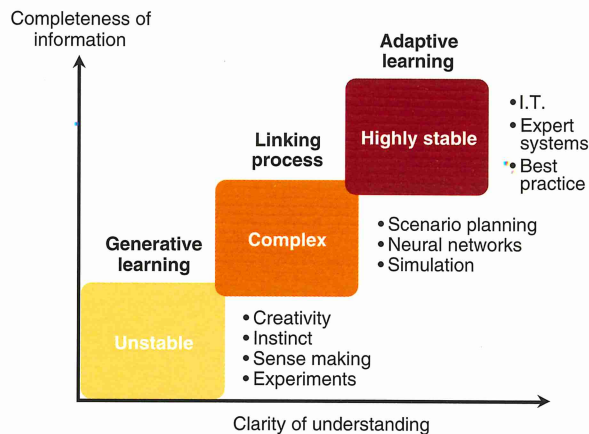 Completeness of
information
Adaptive
learning
Highly stable
• I.T.
• Expert
systems
• Best
practice
Linking
process
Complex
• Scenario planning
• Neural networks
• Simulation
Generative
learning
Unstable
• Creativity
• Instinct
• Sense making
• Experiments
Clarity of understanding